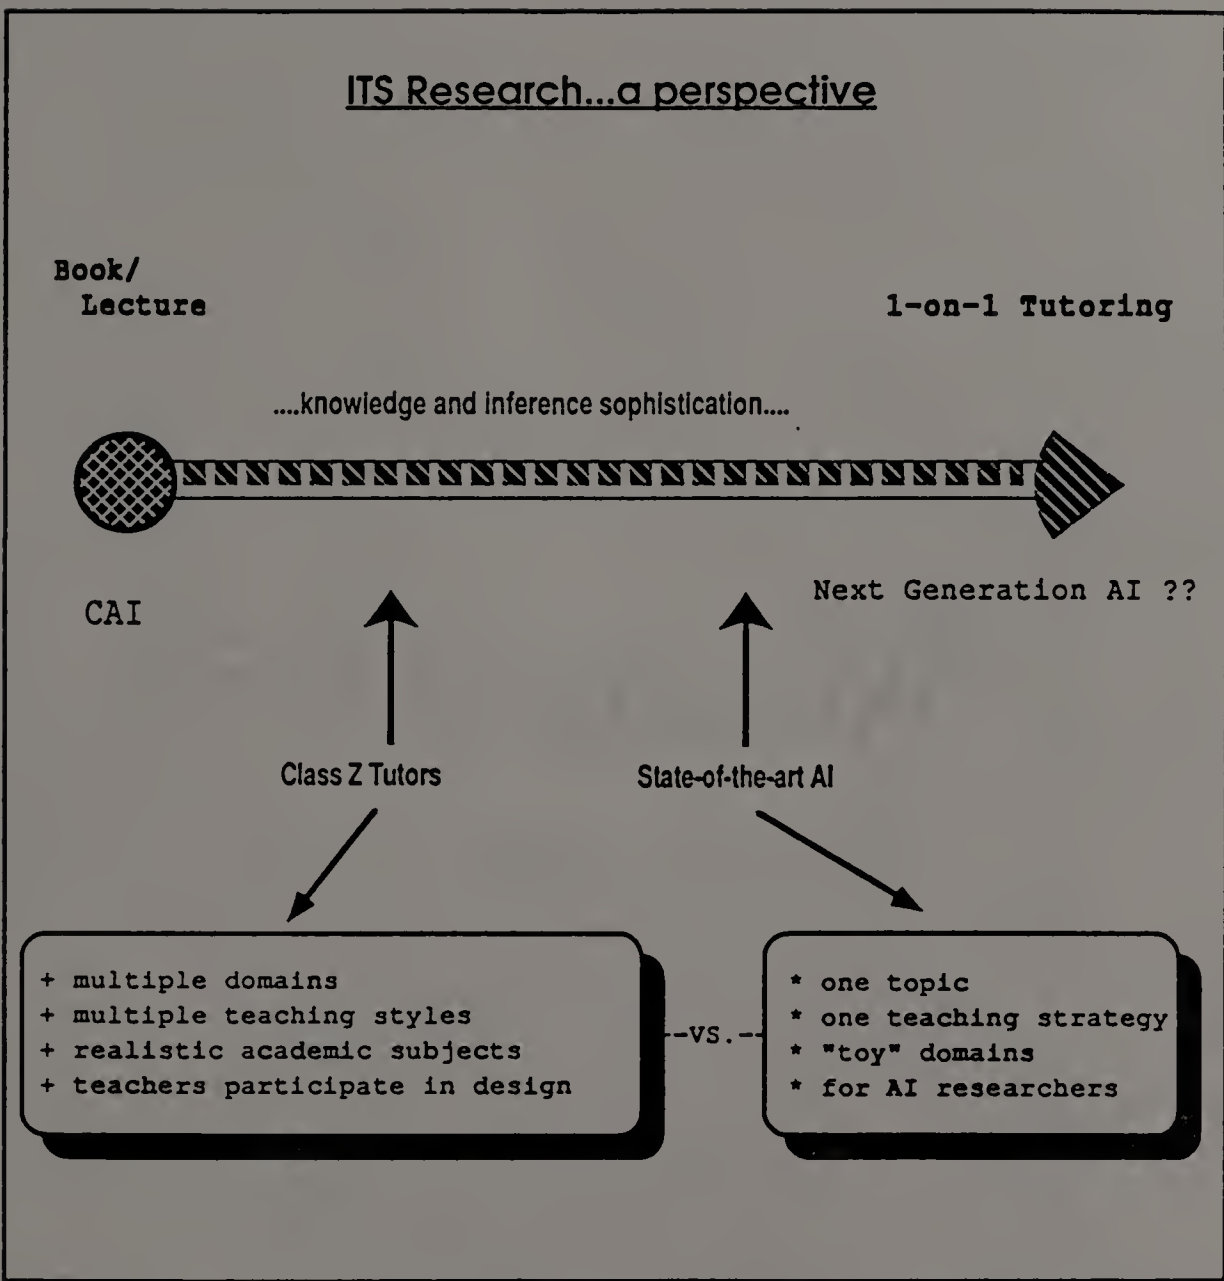 ITS Research...a perspective
Book/
Lecture
1-on-1 Tutoring
....knowledge and inference sophistication....
CAI
Next Generation AI ??
Class Z Tutors
State-of-the-art AI
+ multiple domains
+ multiple teaching styles
+ realistic academic subjects
+ teachers participate in design
--VS.--
* one topic
* one teaching strategy
* "toy" domains
* for AI researchers